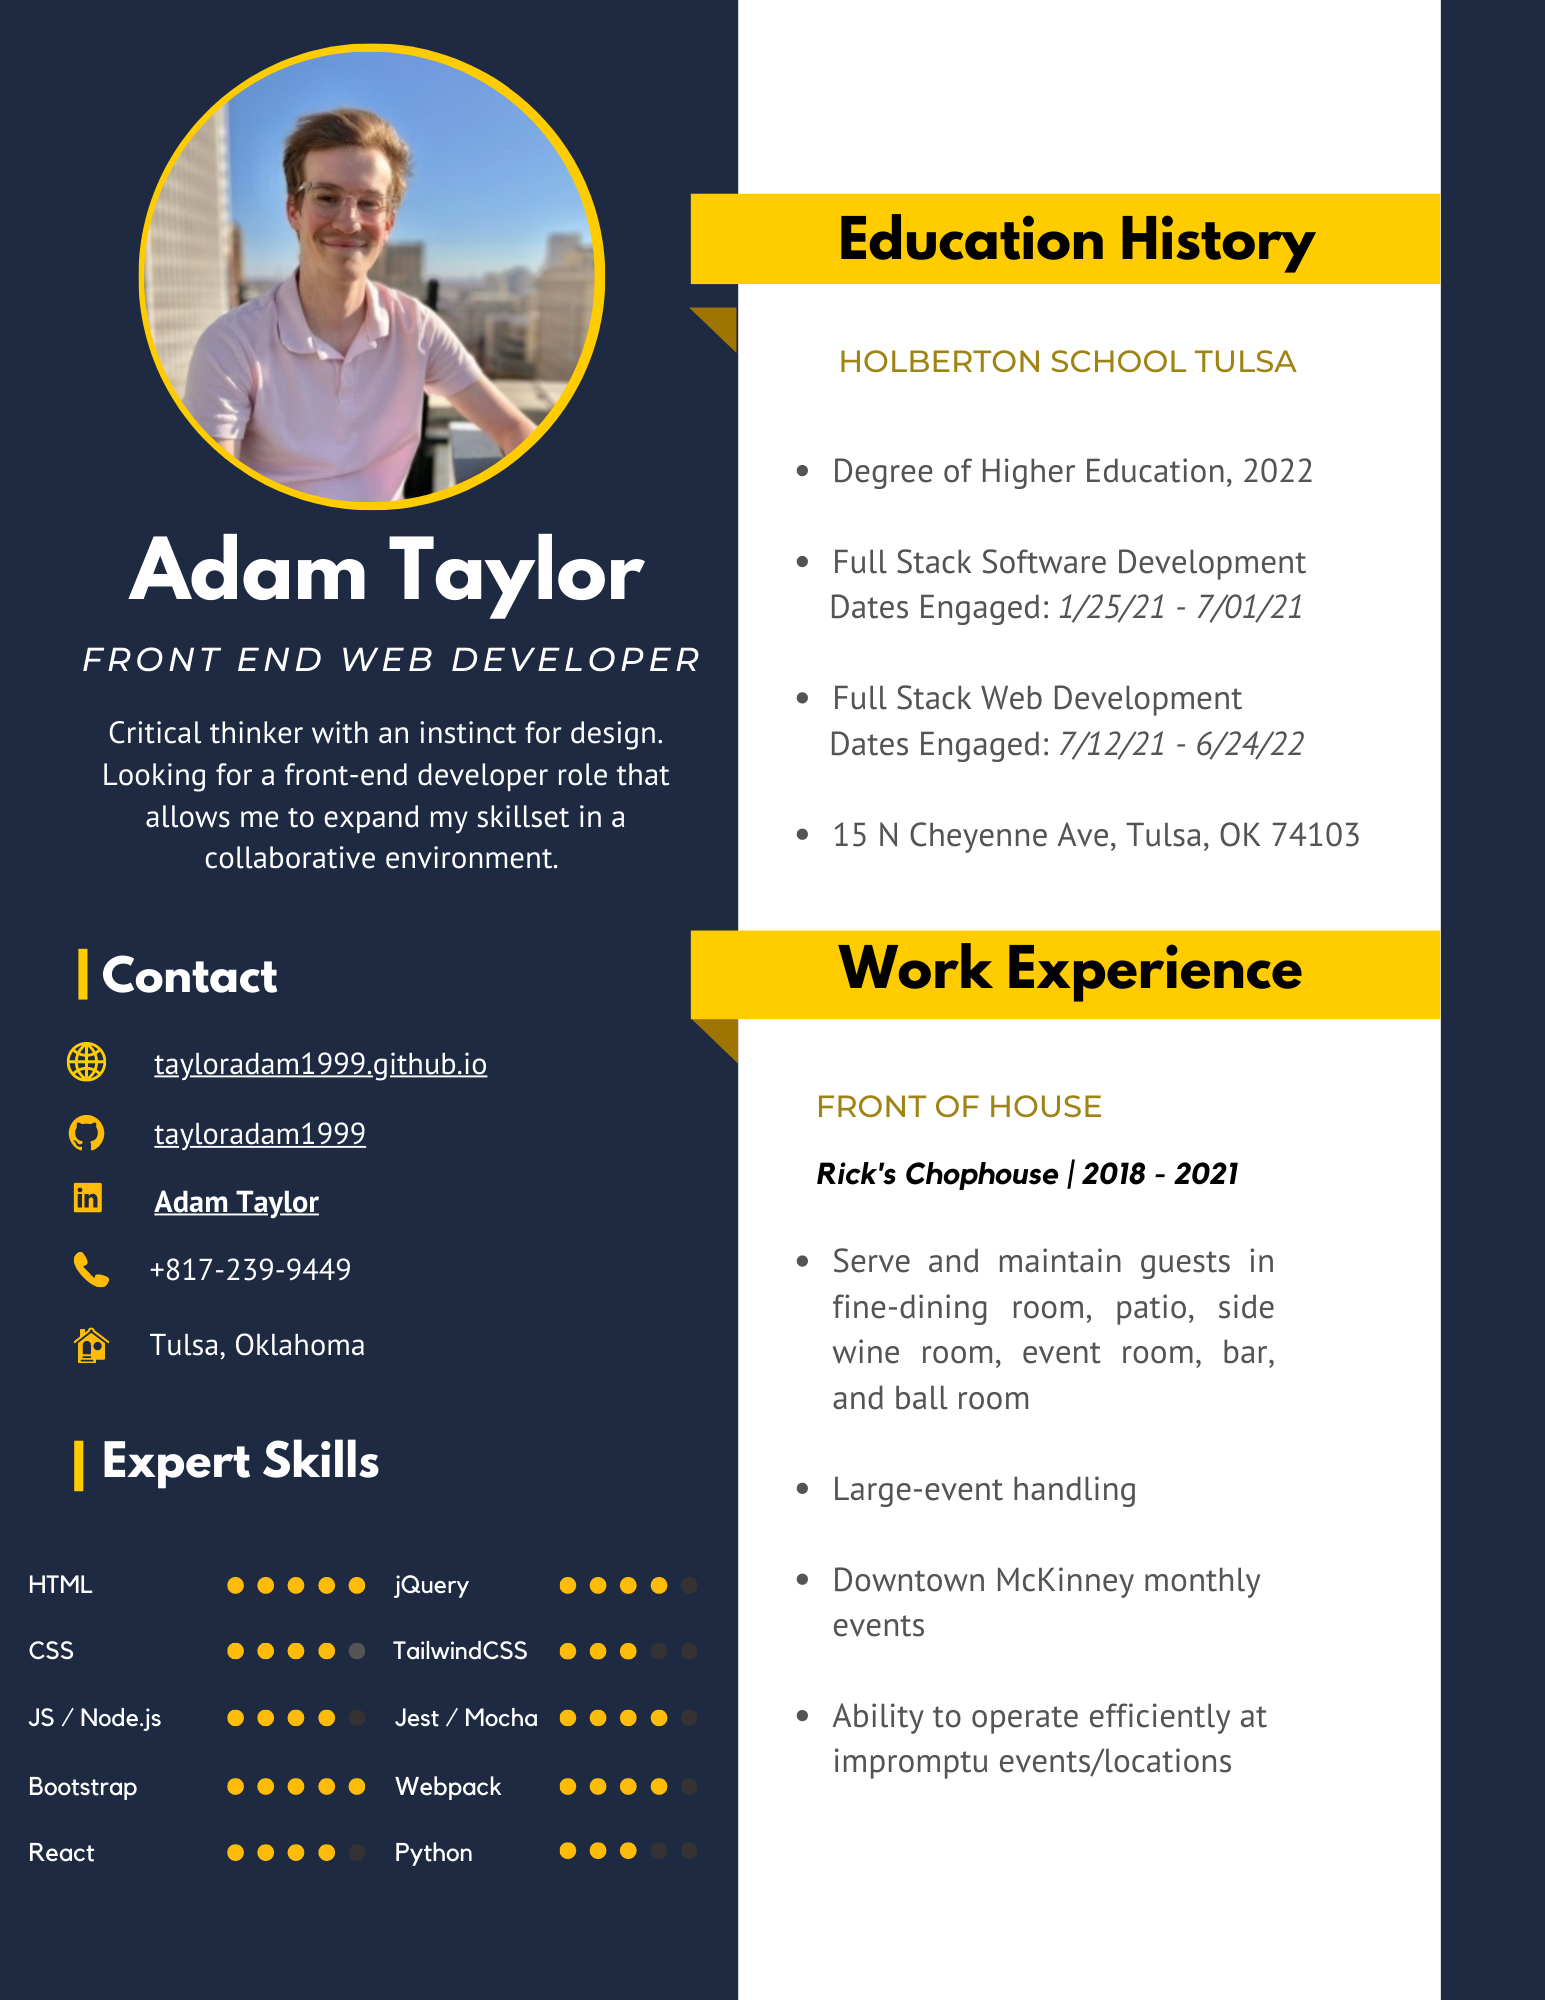 Adam Taylor
FRONT END WEB DEVELOPER
Critical thinker with an instinct for design.
Looking for a front-end developer role that
allows me to expand my skillset in a
collaborative environment.
Contact
tayloradam1999.github.io
tayloradam1999
in
Adam Taylor
+817-239-9449
Tulsa, Oklahoma
Expert Skills
HTML
CSS
JS / Node.js
Bootstrap
React
jQuery
TailwindCSS
Jest / Mocha
Webpack
Python
Education History
HOLBERTON SCHOOL TULSA
• Degree of Higher Education, 2022
• Full Stack Software Development
Dates Engaged: 1/25/21 - 7/01/21
• Full Stack Web Development
Dates Engaged: 7/12/21 - 6/24/22
• 15 N Cheyenne Ave, Tulsa, OK 74103
Work Experience
FRONT OF HOUSE
Rick's Chophouse | 2018 - 2021
• Serve and maintain guests in
fine-dining room, patio, side
wine room, event room, bar,
and ball room
• Large-event handling
• Downtown McKinney monthly
events
• Ability to operate efficiently at
impromptu events/locations